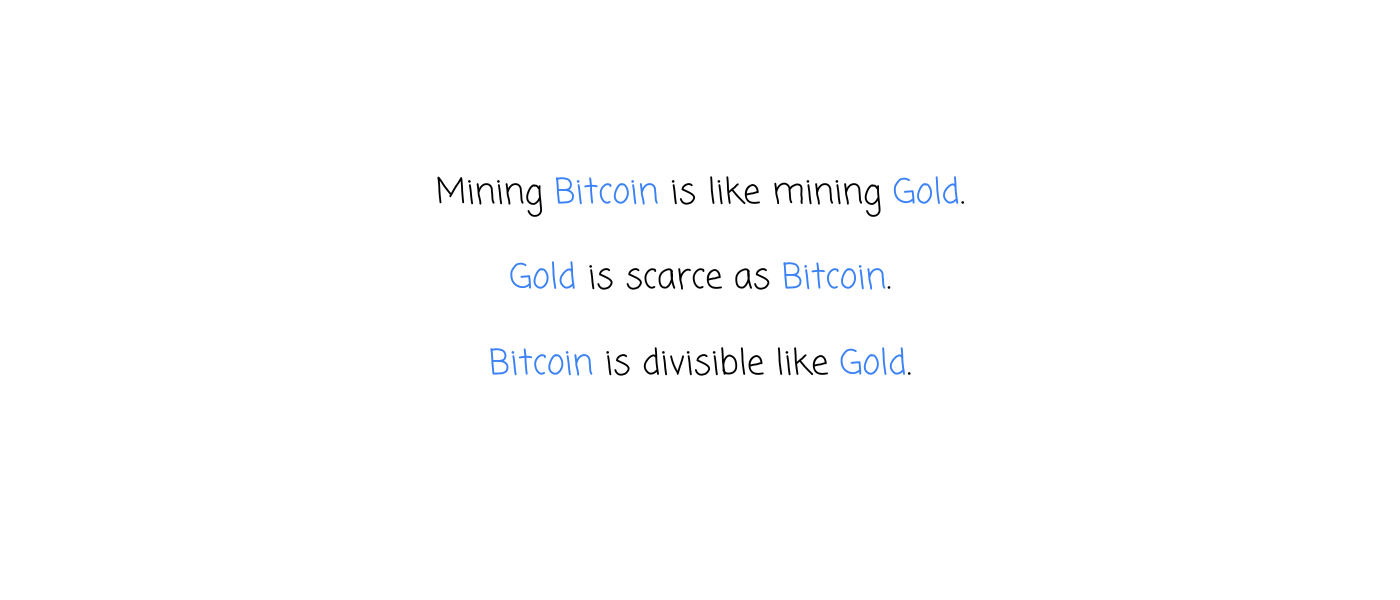 Mining Bitcoin is like mining Gold.
Gold is scarce as Bitcoin.
Bitcoin is divisible like Gold.